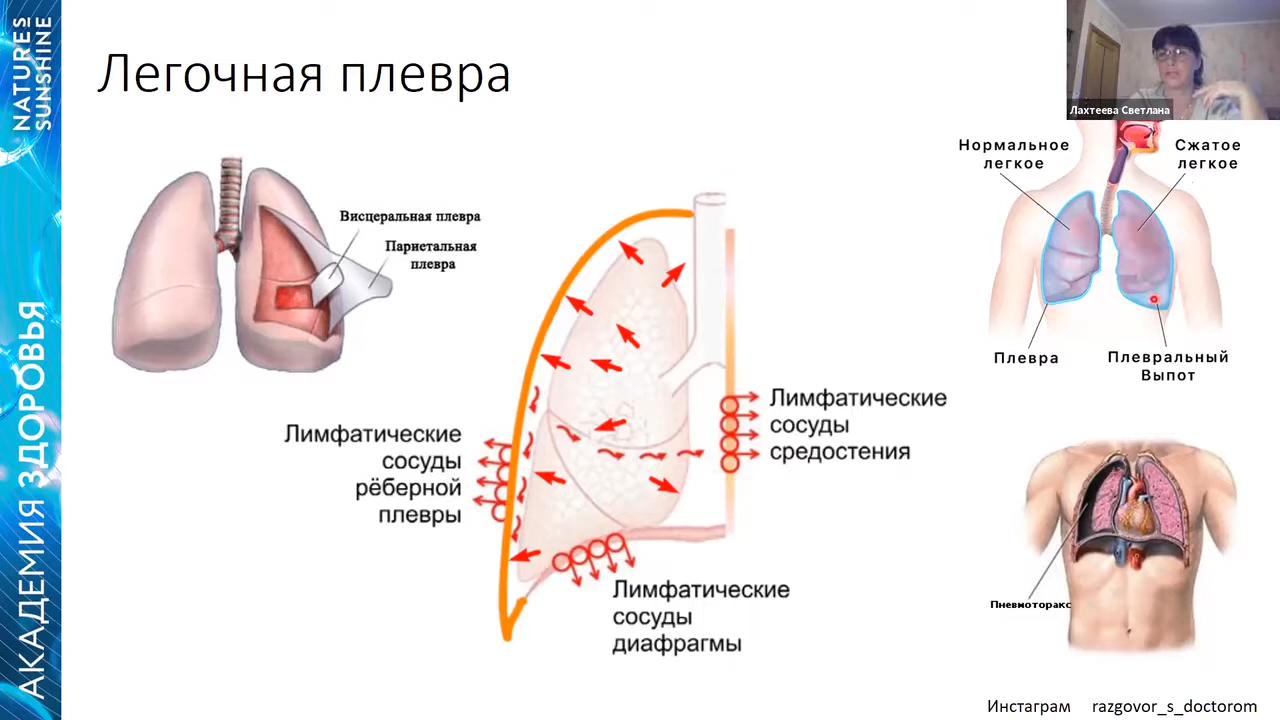 NATURE'S
SUNSHINE
АКАДЕМИЯ ЗДОРОВЬЯ
Легочная плевра
Лахтеева Светлана
Висцеральная плевра
Париетальная
плевра
Лимфатические
сосуды
рёберной
плевры
Лимфатические
сосуды
средостения
Лимфатические
сосуды
диафрагмы
Нормальное
легкое
Сжатое
легкое
Плевра
Плевральный
Выпот
Пневмоторакс
Инстаграм razgovor_s_doctorom